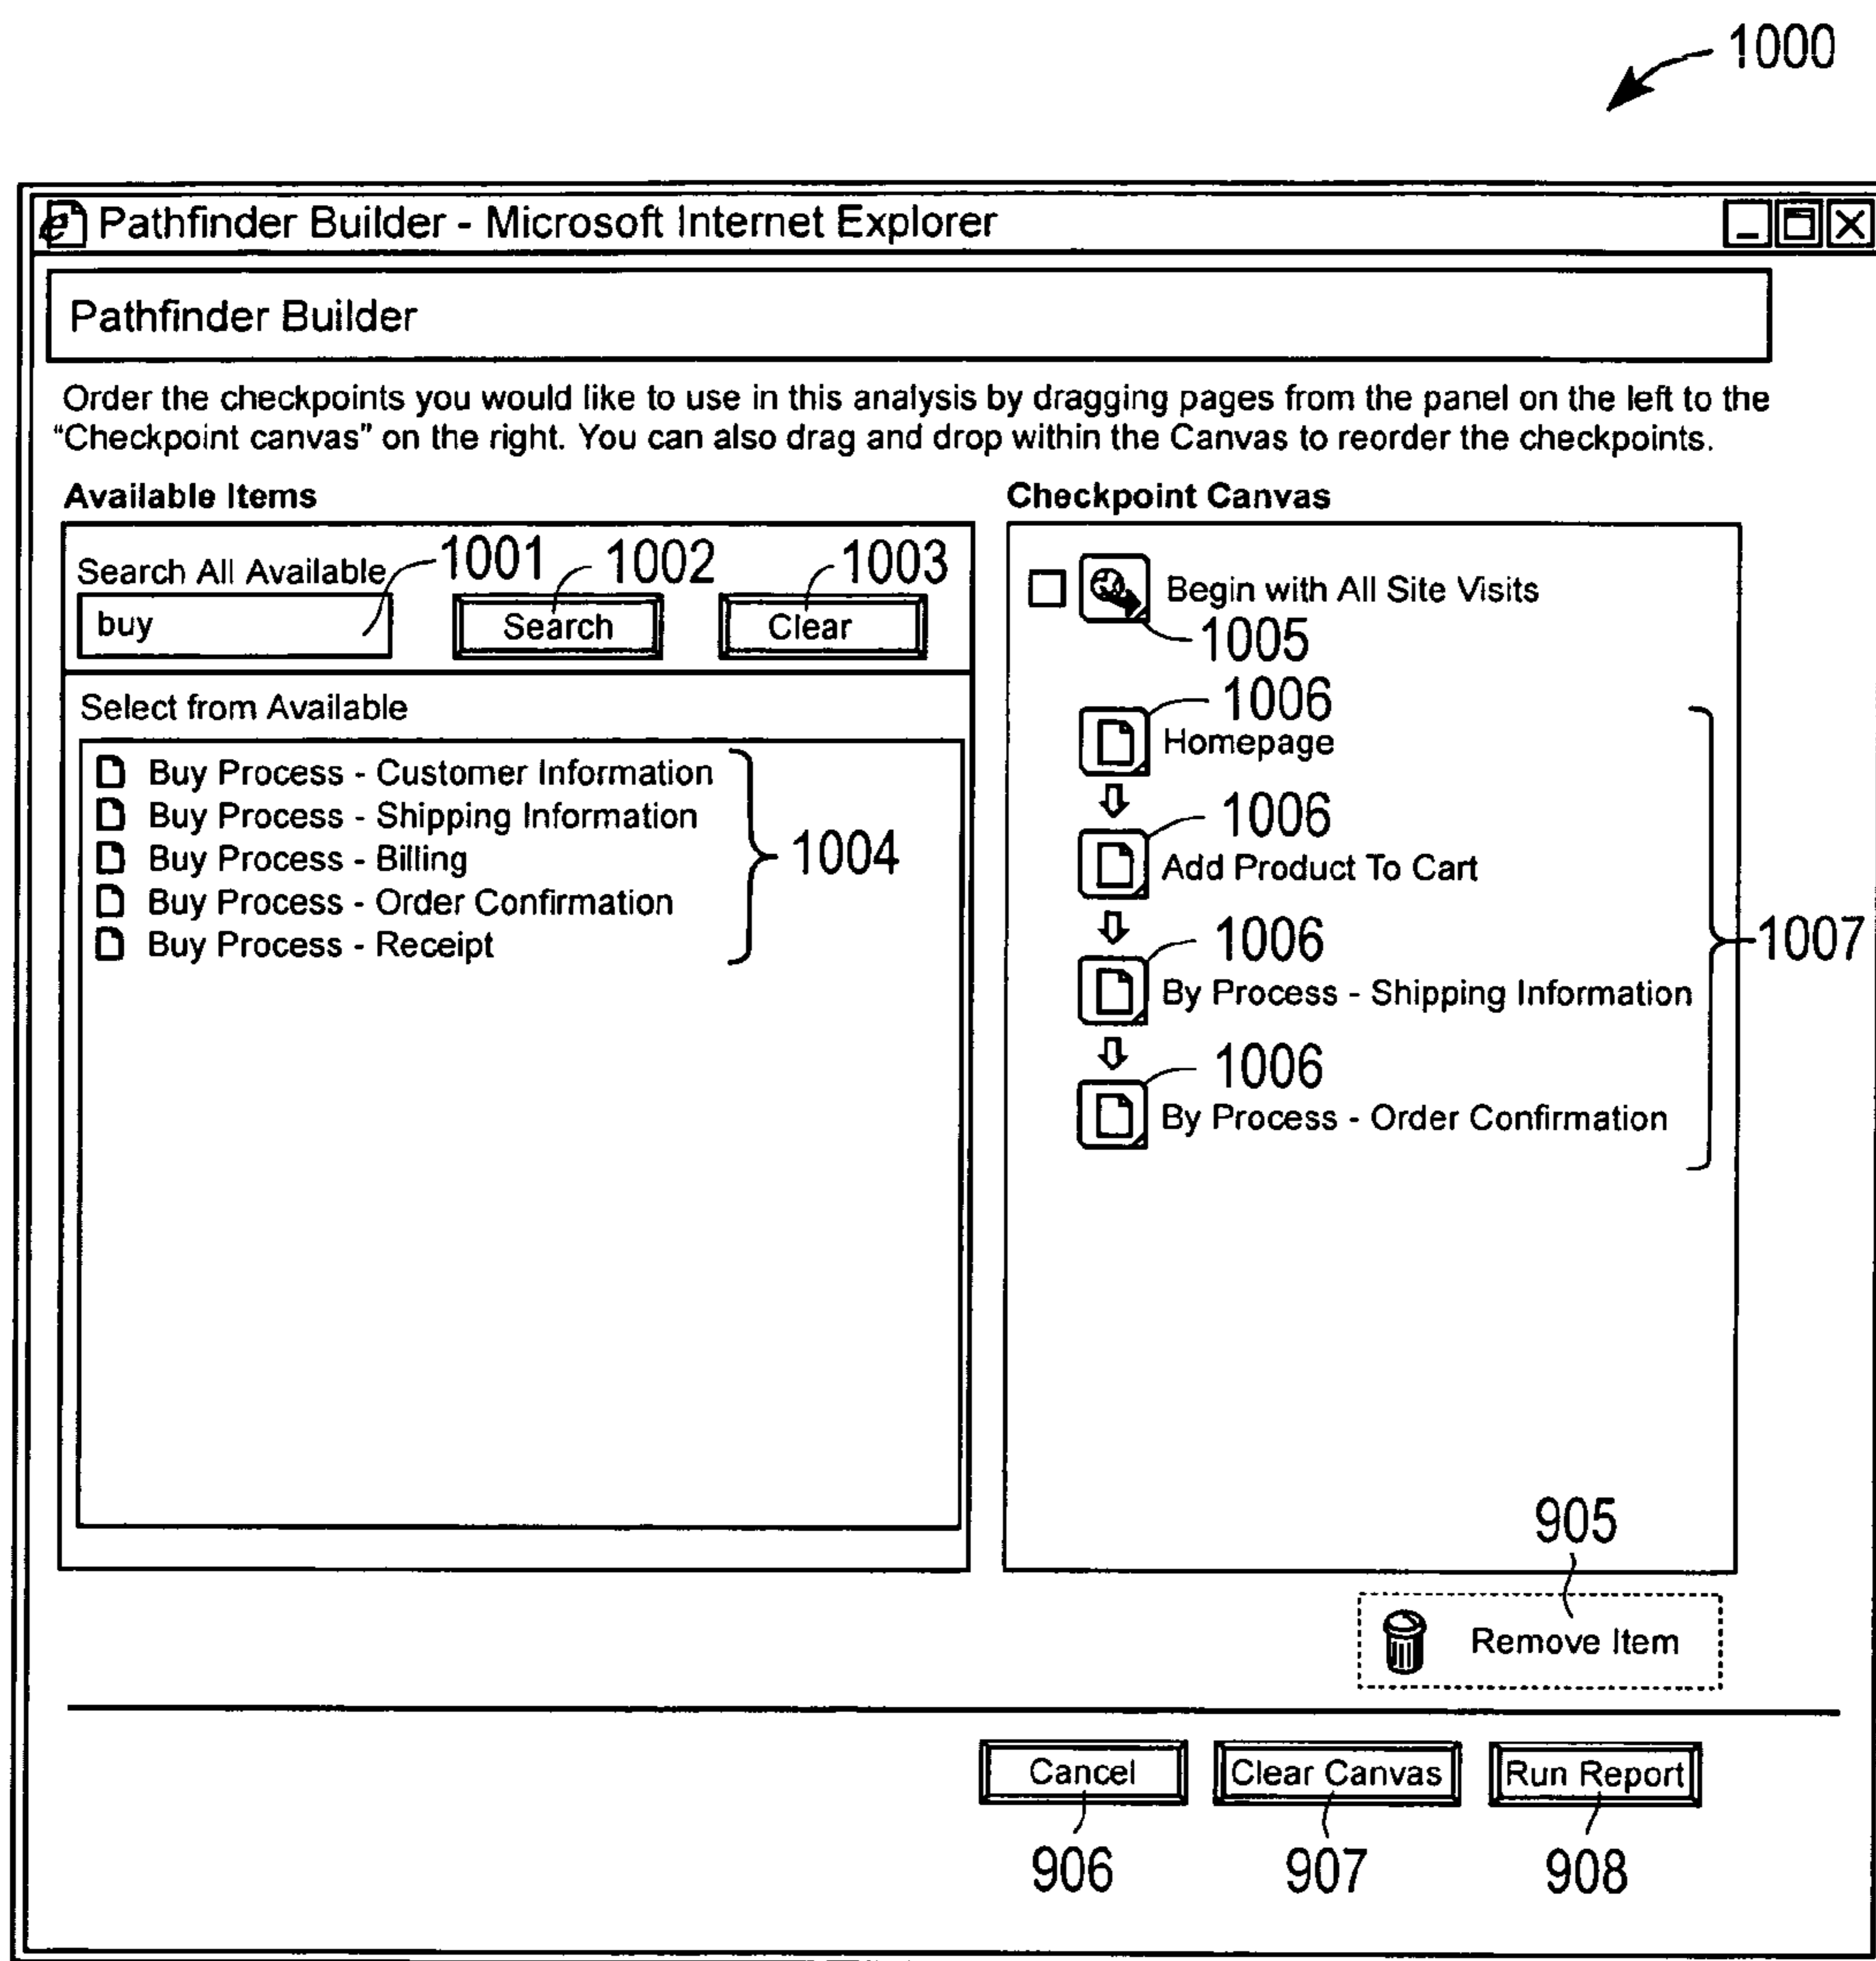 1000
Pathfinder Builder - Microsoft Internet Explorer
Pathfinder Builder
Order the checkpoints you would like to use in this analysis by dragging pages from the panel on the left to the
“Checkpoint canvas” on the right. You can also drag and drop within the Canvas to reorder the checkpoints.
Available Items
Search All Available
1001
1002
1003
buy
Search
Clear
Select from Available
Buy Process - Customer Information
Buy Process - Shipping Information
Buy Process - Billing
Buy Process - Order Confirmation
Buy Process - Receipt
1004
Checkpoint Canvas
Begin with All Site Visits
1005
1006
Homepage
1006
Add Product To Cart
1006
By Process - Shipping Information
1006
By Process - Order Confirmation
1007
905
Remove Item
Cancel
Clear Canvas
Run Report
906
907
908